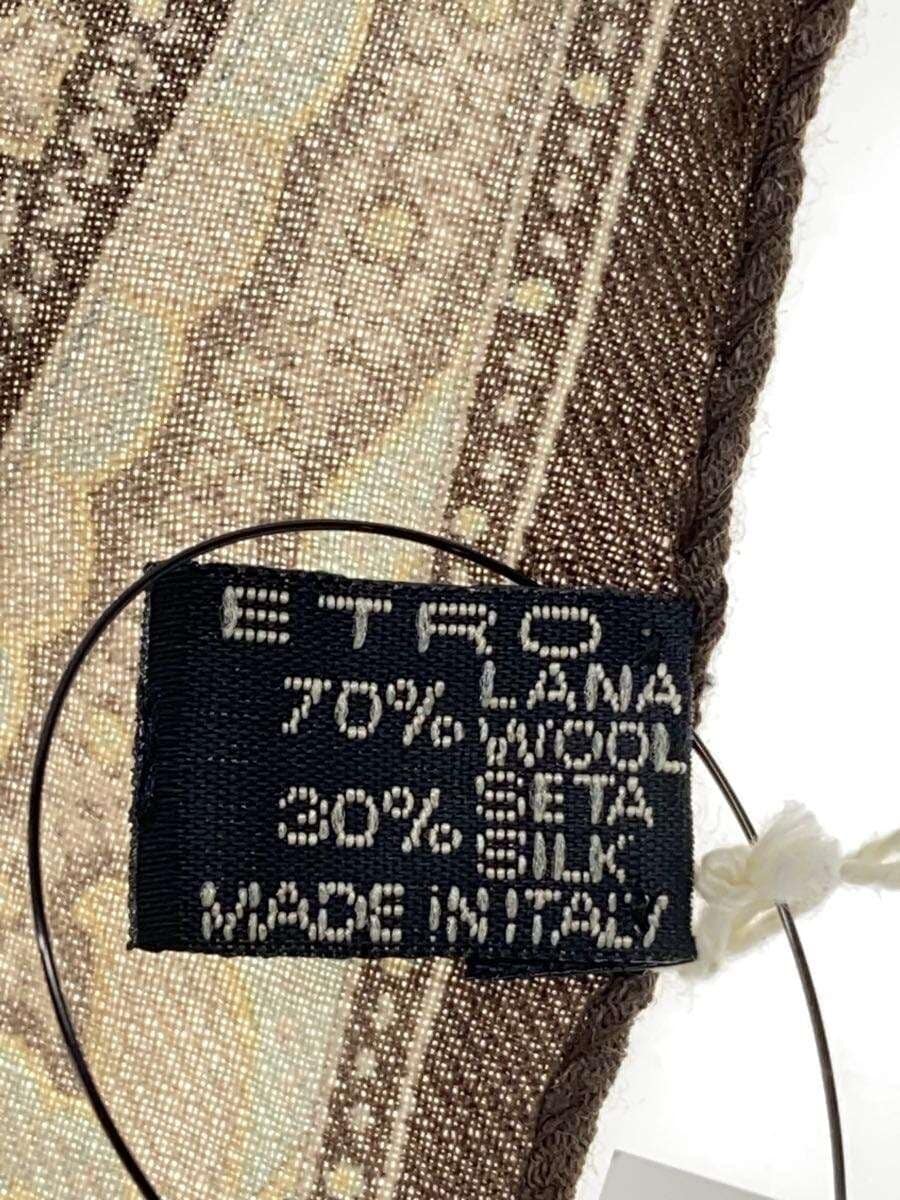 ETRO
70% LANA
WOOL
30% SETA
SILK
MADE IN ITALY